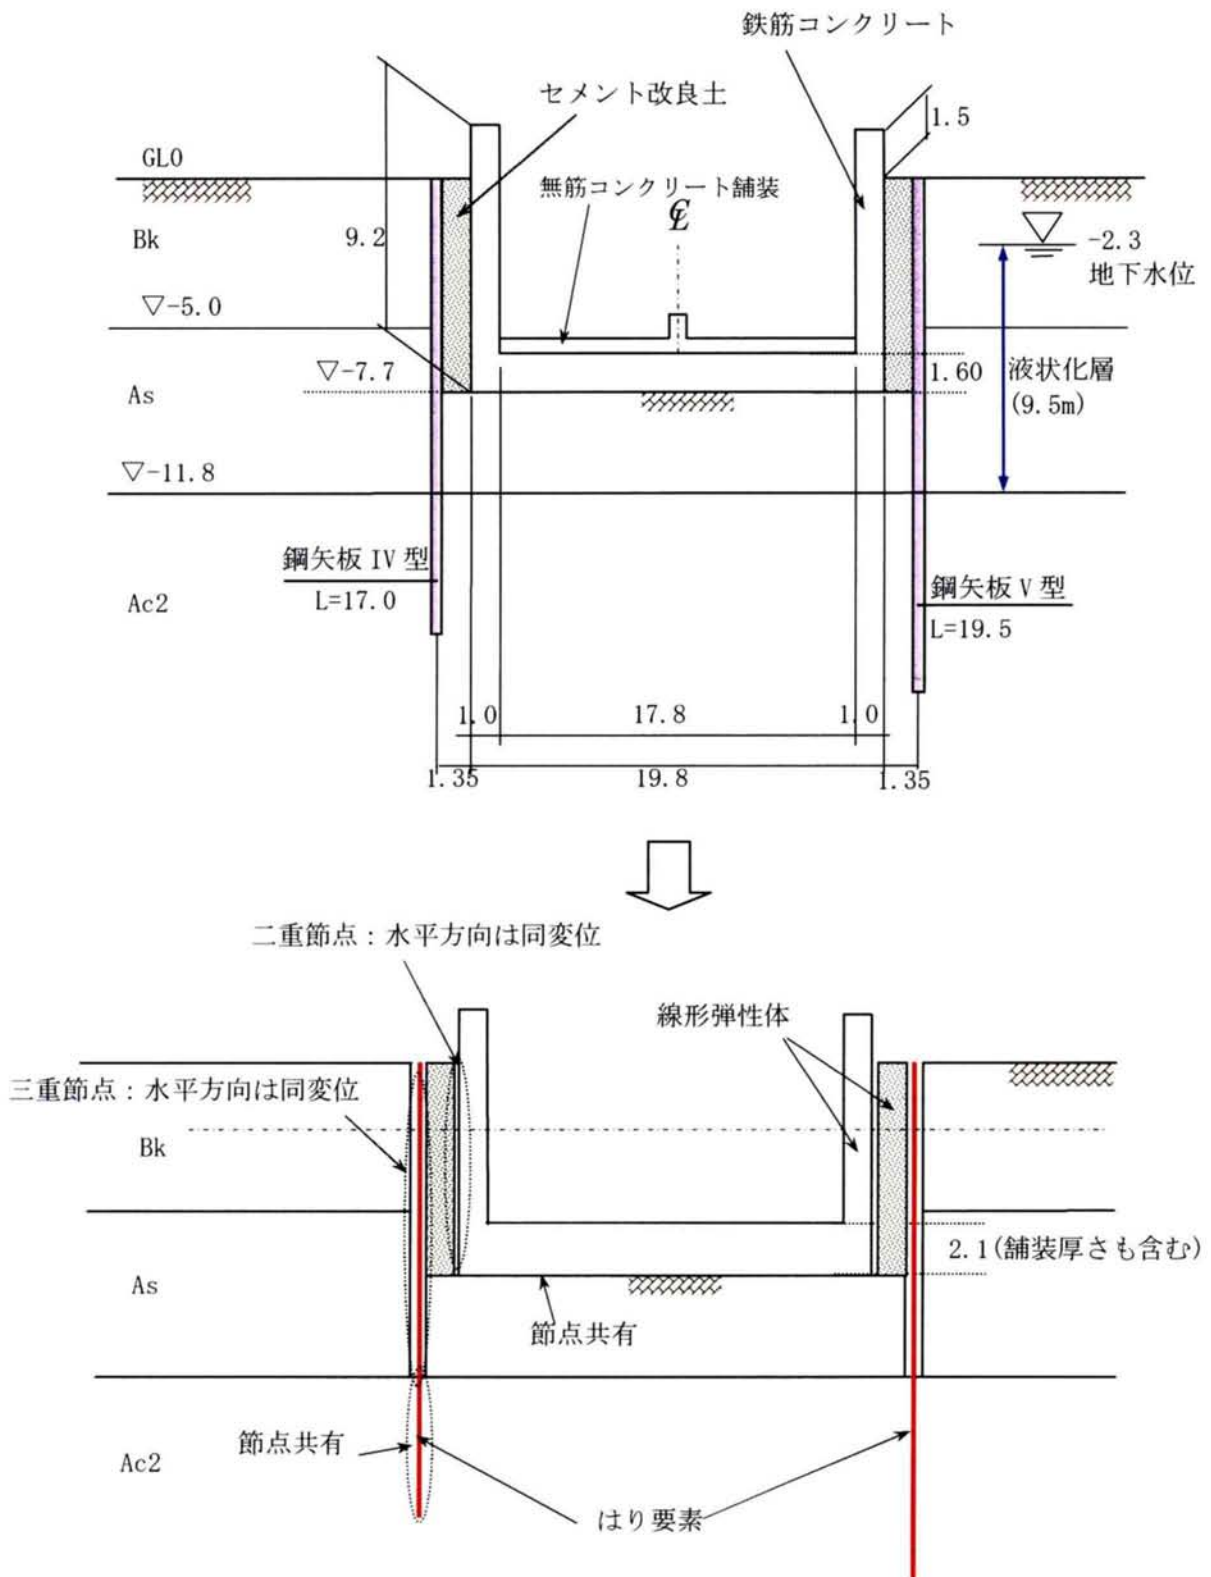 鉄筋コンクリート
セメント改良土
1.5
GL0
無筋コンクリート舗装
℄
Bk
9.2
-2.3
地下水位
▽-5.0
▽-7.7
1.60
液状化層
(9.5m)
As
▽-11.8
鋼矢板 IV 型
L=17.0
鋼矢板 V 型
L=19.5
Ac2
1.0
17.8
1.0
1.35
19.8
1.35
二重節点：水平方向は同変位
線形弾性体
三重節点：水平方向は同変位
Bk
2.1(舗装厚さも含む)
As
節点共有
節点共有
Ac2
はり要素